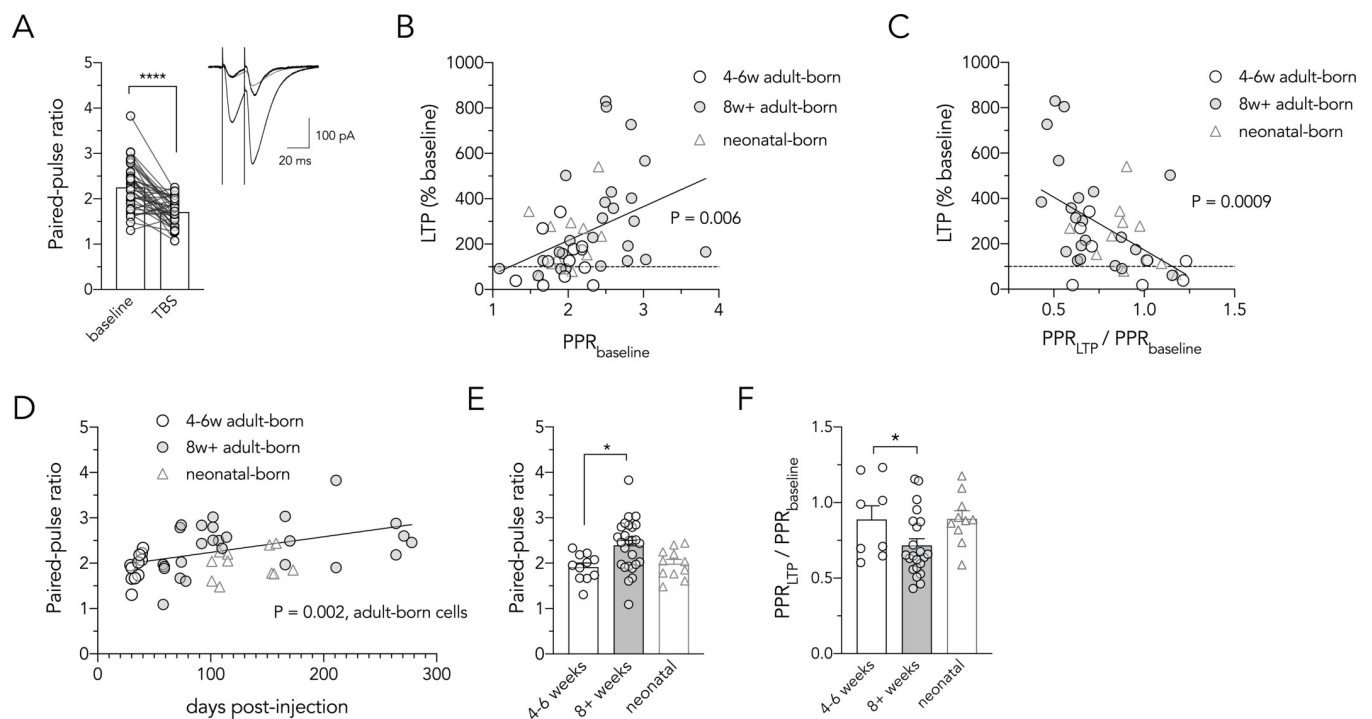 A
Paired-pulse ratio
5
4
3
2
1
0
****
baseline
TBS
100 pA
20 ms
B
LTP (% baseline)
1000
800
600
400
200
0
4-6w adult-born
8w+ adult-born
neonatal-born
P = 0.006
1
2
3
4
PPRbaseline
C
LTP (% baseline)
1000
800
600
400
200
0
4-6w adult-born
8w+ adult-born
neonatal-born
P = 0.0009
0.5
1.0
1.5
PPRLTP / PPRbaseline
D
Paired-pulse ratio
5
4
3
2
1
0
4-6w adult-born
8w+ adult-born
neonatal-born
P = 0.002, adult-born cells
0
100
200
300
days post-injection
E
Paired-pulse ratio
5
4
3
2
1
0
*
4-6 weeks
8+ weeks
neonatal
F
PPRLTP / PPRbaseline
1.5
1.0
0.5
0.0
*
4-6 weeks
8+ weeks
neonatal